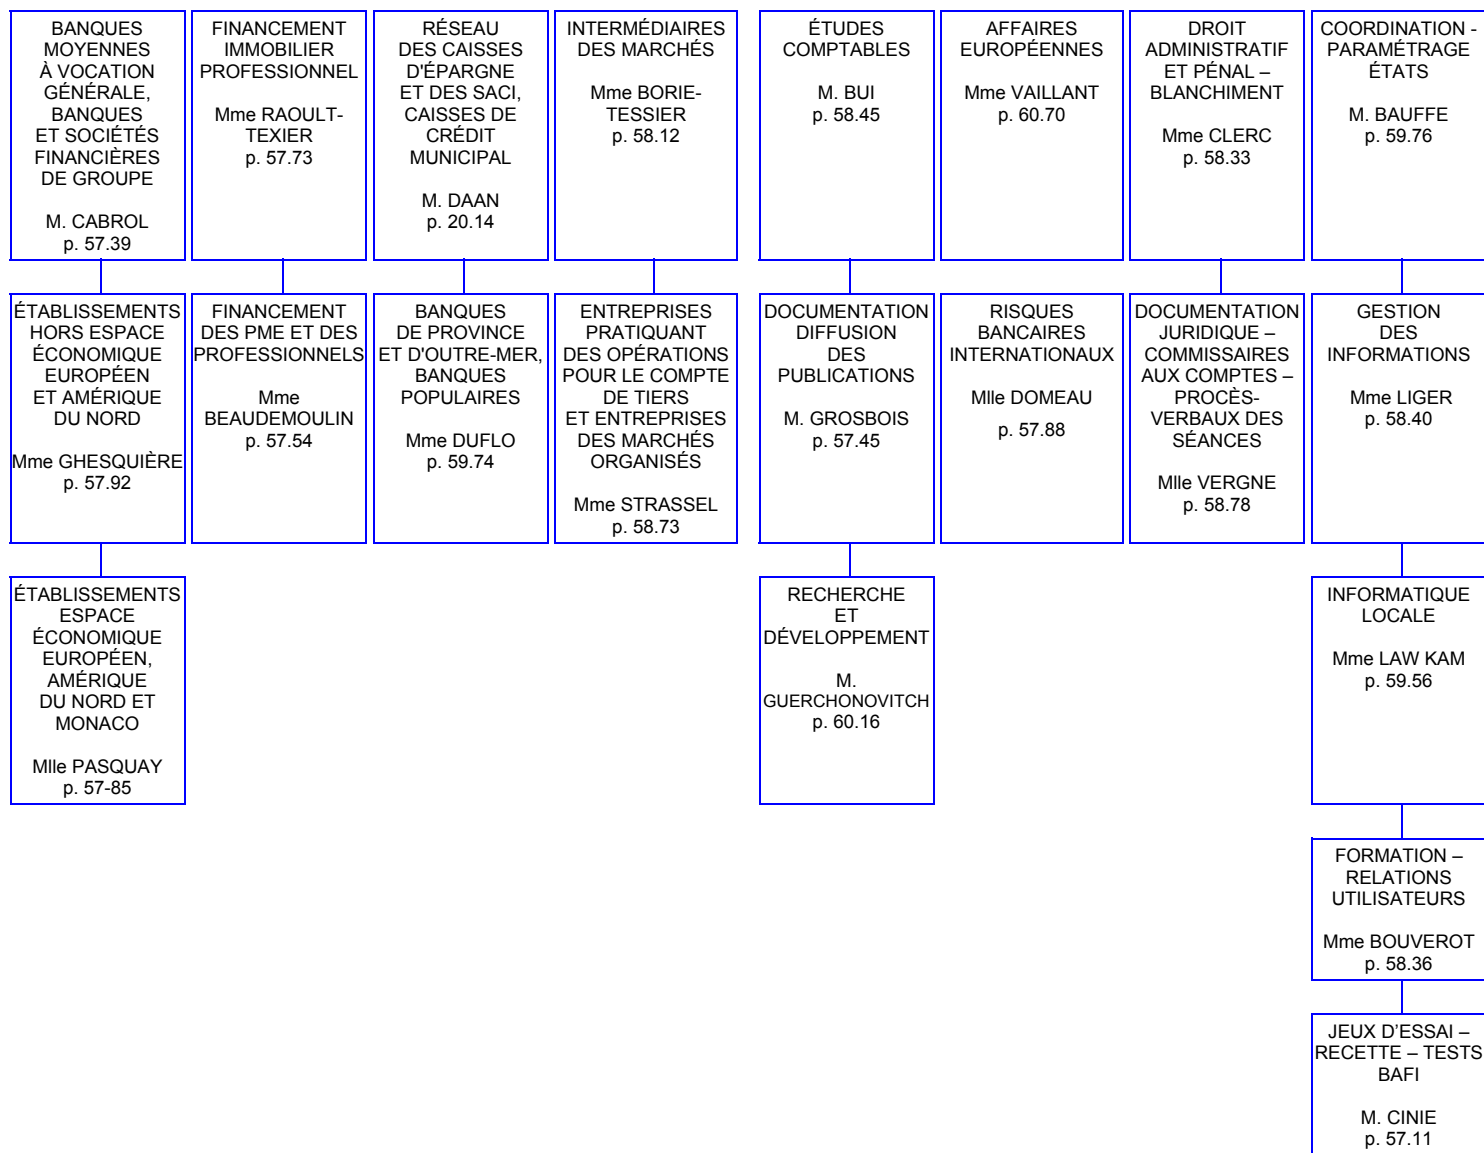 BANQUES
MOYENNES
À VOCATION
GÉNÉRALE,
BANQUES
ET SOCIÉTÉS
FINANCIÈRES
DE GROUPE
M. CABROL
p. 57.39
FINANCEMENT
IMMOBILIER
PROFESSIONNEL
Mme RAOULT-
TEXIER
p. 57.73
RÉSEAU
DES CAISSES
D'ÉPARGNE
ET DES SACI,
CAISSES DE
CRÉDIT
MUNICIPAL
M. DAAN
p. 20.14
INTERMÉDIAIRES
DES MARCHÉS
Mme BORIE-
TESSIER
p. 58.12
ÉTUDES
COMPTABLES
M. BUI
p. 58.45
AFFAIRES
EUROPÉENNES
Mme VAILLANT
p. 60.70
DROIT
ADMINISTRATIF
ET PÉNAL –
BLANCHIMENT
Mme CLERC
p. 58.33
COORDINATION -
PARAMÉTRAGE
ÉTATS
M. BAUFFE
p. 59.76
ÉTABLISSEMENTS
HORS ESPACE
ÉCONOMIQUE
EUROPÉEN
ET AMÉRIQUE
DU NORD
Mme GHESQUIÈRE
p. 57.92
FINANCEMENT
DES PME ET DES
PROFESSIONNELS
Mme
BEAUDEMOULIN
p. 57.54
BANQUES
DE PROVINCE
ET D'OUTRE-MER,
BANQUES
POPULAIRES
Mme DUFLO
p. 59.74
ENTREPRISES
PRATIQUANT
DES OPÉRATIONS
POUR LE COMPTE
DE TIERS
ET ENTREPRISES
DES MARCHÉS
ORGANISÉS
Mme STRASSEL
p. 58.73
DOCUMENTATION
DIFFUSION
DES
PUBLICATIONS
M. GROSBOIS
p. 57.45
RISQUES
BANCAIRES
INTERNATIONAUX
Mlle DOMEAU
p. 57.88
DOCUMENTATION
JURIDIQUE –
COMMISSAIRES
AUX COMPTES –
PROCÈS-
VERBAUX DES
SÉANCES
Mlle VERGNE
p. 58.78
GESTION
DES
INFORMATIONS
Mme LIGER
p. 58.40
ÉTABLISSEMENTS
ESPACE
ÉCONOMIQUE
EUROPÉEN,
AMÉRIQUE
DU NORD ET
MONACO
Mlle PASQUAY
p. 57-85
RECHERCHE
ET
DÉVELOPPEMENT
M.
GUERCHONOVITCH
p. 60.16
INFORMATIQUE
LOCALE
Mme LAW KAM
p. 59.56
FORMATION –
RELATIONS
UTILISATEURS
Mme BOUVEROT
p. 58.36
JEUX D’ESSAI –
RECETTE – TESTS
BAFI
M. CINIE
p. 57.11